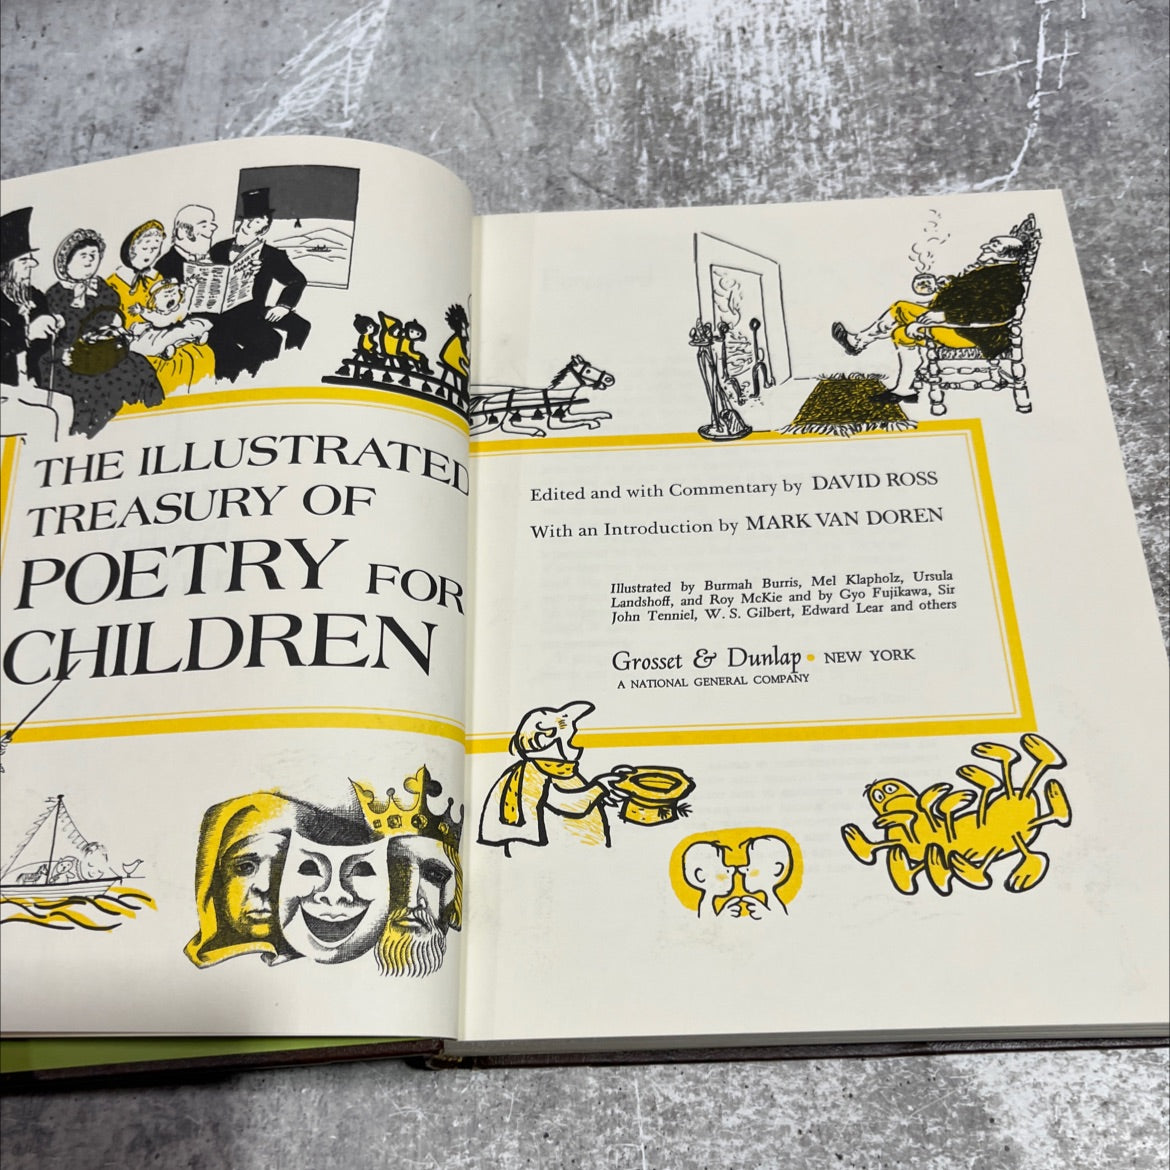 THE ILLUSTRATED
TREASURY OF
POETRY FOR
CHILDREN
Edited and with Commentary by DAVID ROSS
With an Introduction by MARK VAN DOREN
Illustrated by Burmah Burris, Mel Klapholz, Ursula
Landshoff, and Roy McKie and by Gyo Fujikawa, Sir
John Tenniel, W. S. Gilbert, Edward Lear and others
Grosset & Dunlap • NEW YORK
A NATIONAL GENERAL COMPANY